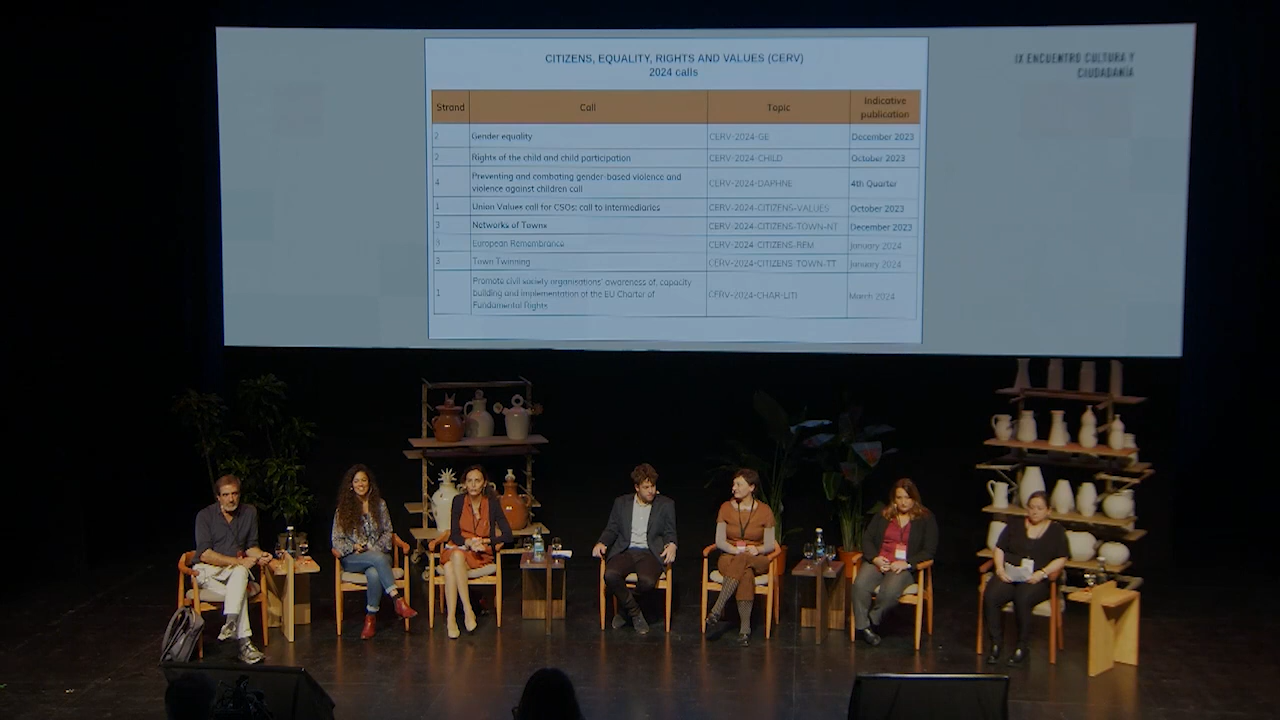 CITIZENS, EQUALITY, RIGHTS AND VALUES (CERV)
2024 calls
IX ENCUENTRO CULTURA Y
CIUDADANÍA
Strand Call Topic Indicative publication
2 Gender equality CERV-2024-GE December 2023
2 Rights of the child and child participation CERV-2024-CHILD October 2023
4 Preventing and combating gender-based violence and
violence against children call CERV-2024-DAPHNE 4th Quarter
1 Union Values call for CSOs: call to intermediaries CERV-2024-CITIZENS-VALUES October 2023
3 Networks of Towns CERV-2024-CITIZENS-TOWN-NT December 2023
3 European Remembrance CERV-2024-CITIZENS-REM January 2024
3 Town Twinning CERV-2024-CITIZENS-TOWN-TT January 2024
1 Promote civil society organisations' awareness of, capacity
building and implementation of the EU Charter of
Fundamental Rights CERV-2024-CHAR-LITI March 2024